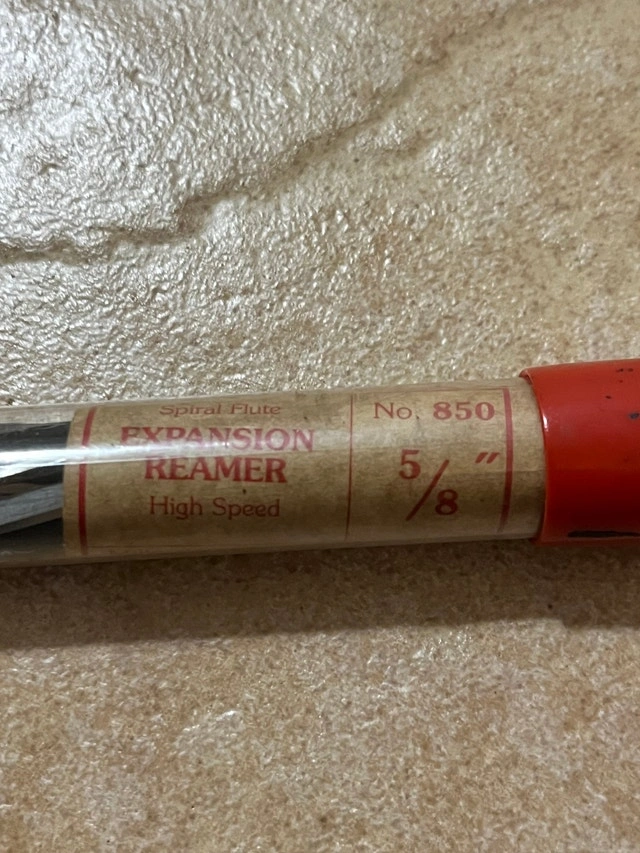 Spiral Flute
EXPANSION
REAMER
High Speed
No. 850
5/8"